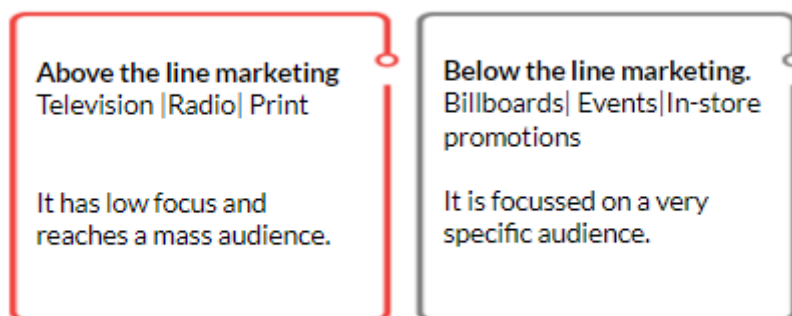 Above the line marketing
Television |Radio| Print
It has low focus and
reaches a mass audience.
Below the line marketing.
Billboards| Events|In-store
promotions
It is focussed on a very
specific audience.